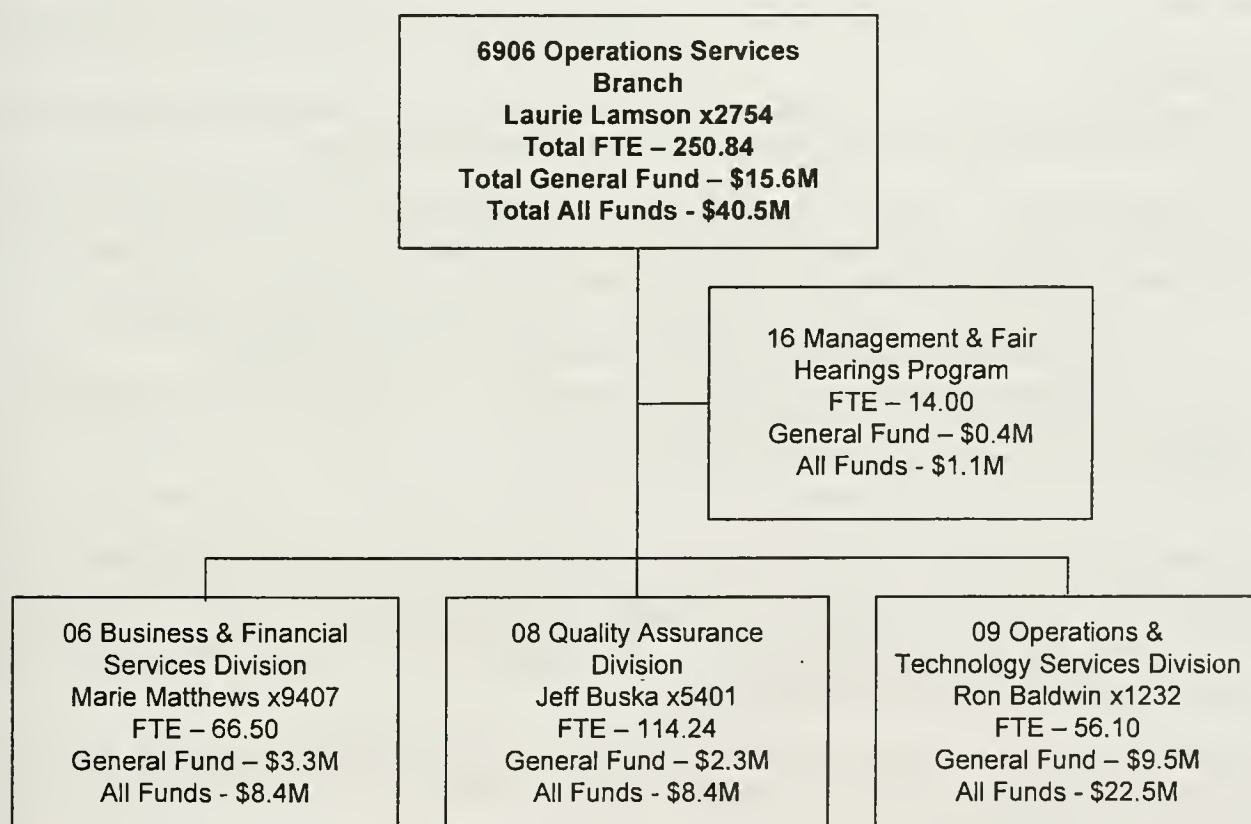 6906 Operations Services
Branch
Laurie Lamson x2754
Total FTE – 250.84
Total General Fund – $15.6M
Total All Funds - $40.5M
16 Management & Fair
Hearings Program
FTE – 14.00
General Fund – $0.4M
All Funds - $1.1M
06 Business & Financial
Services Division
Marie Matthews x9407
FTE – 66.50
General Fund – $3.3M
All Funds - $8.4M
08 Quality Assurance
Division
Jeff Buska x5401
FTE – 114.24
General Fund – $2.3M
All Funds - $8.4M
09 Operations &
Technology Services Division
Ron Baldwin x1232
FTE – 56.10
General Fund – $9.5M
All Funds - $22.5M